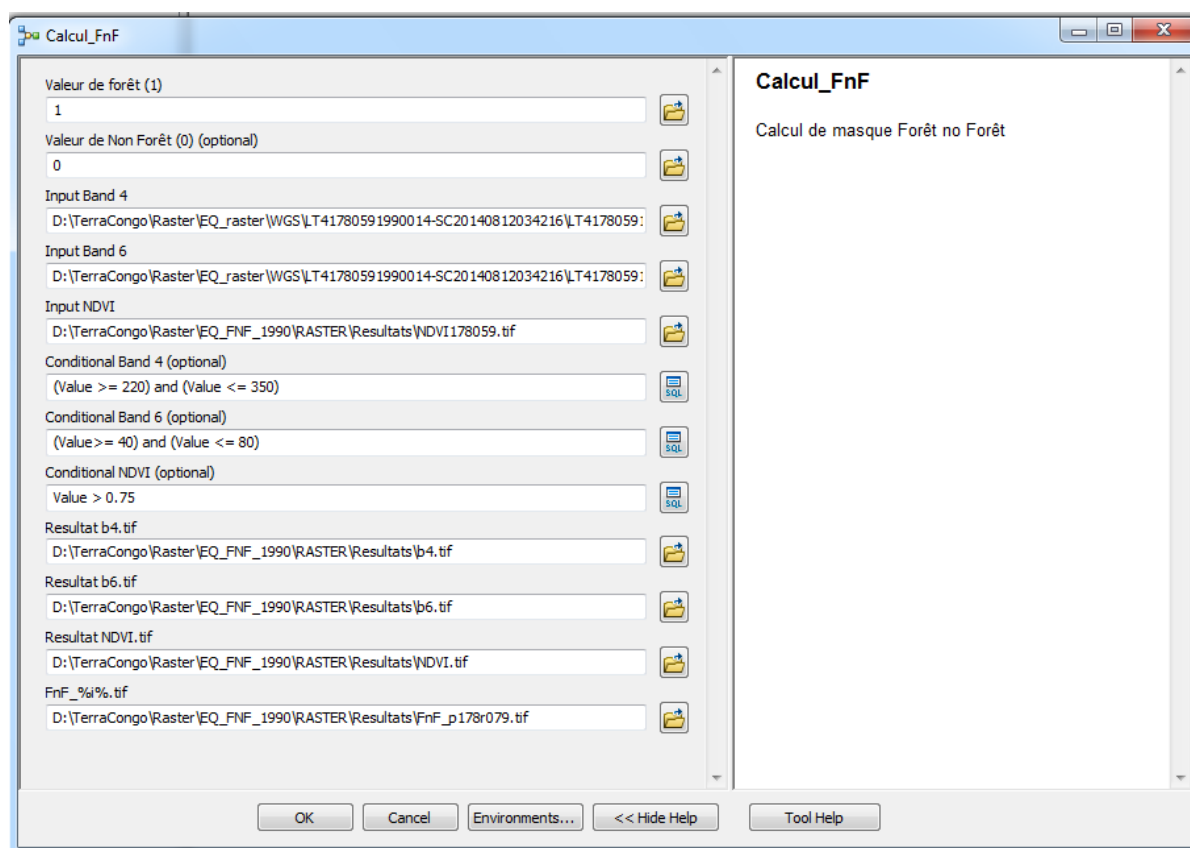 Calcul_FnF
Valeur de forêt (1)
1
Valeur de Non Forêt (0) (optional)
0
Input Band 4
D:\TerraCongo\Raster\EQ_raster\WGS\LT41780591990014-SC20140812034216\LT4178059:
Input Band 6
D:\TerraCongo\Raster\EQ_raster\WGS\LT41780591990014-SC20140812034216\LT4178059:
Input NDVI
D:\TerraCongo\Raster\EQ_FNF_1990\RASTER\Resultats\NDVI178059.tif
Conditional Band 4 (optional)
(Value >= 220) and (Value <= 350)
SQL
Conditional Band 6 (optional)
(Value>= 40) and (Value <= 80)
SQL
Conditional NDVI (optional)
Value > 0.75
SQL
Resultat b4.tif
D:\TerraCongo\Raster\EQ_FNF_1990\RASTER\Resultats\b4.tif
Resultat b6.tif
D:\TerraCongo\Raster\EQ_FNF_1990\RASTER\Resultats\b6.tif
Resultat NDVI.tif
D:\TerraCongo\Raster\EQ_FNF_1990\RASTER\Resultats\NDVI.tif
FnF_%i%.tif
D:\TerraCongo\Raster\EQ_FNF_1990\RASTER\Resultats\FnF_p178r079.tif
Calcul_FnF
Calcul de masque Forêt no Forêt
OK
Cancel
Environments...
<< Hide Help
Tool Help